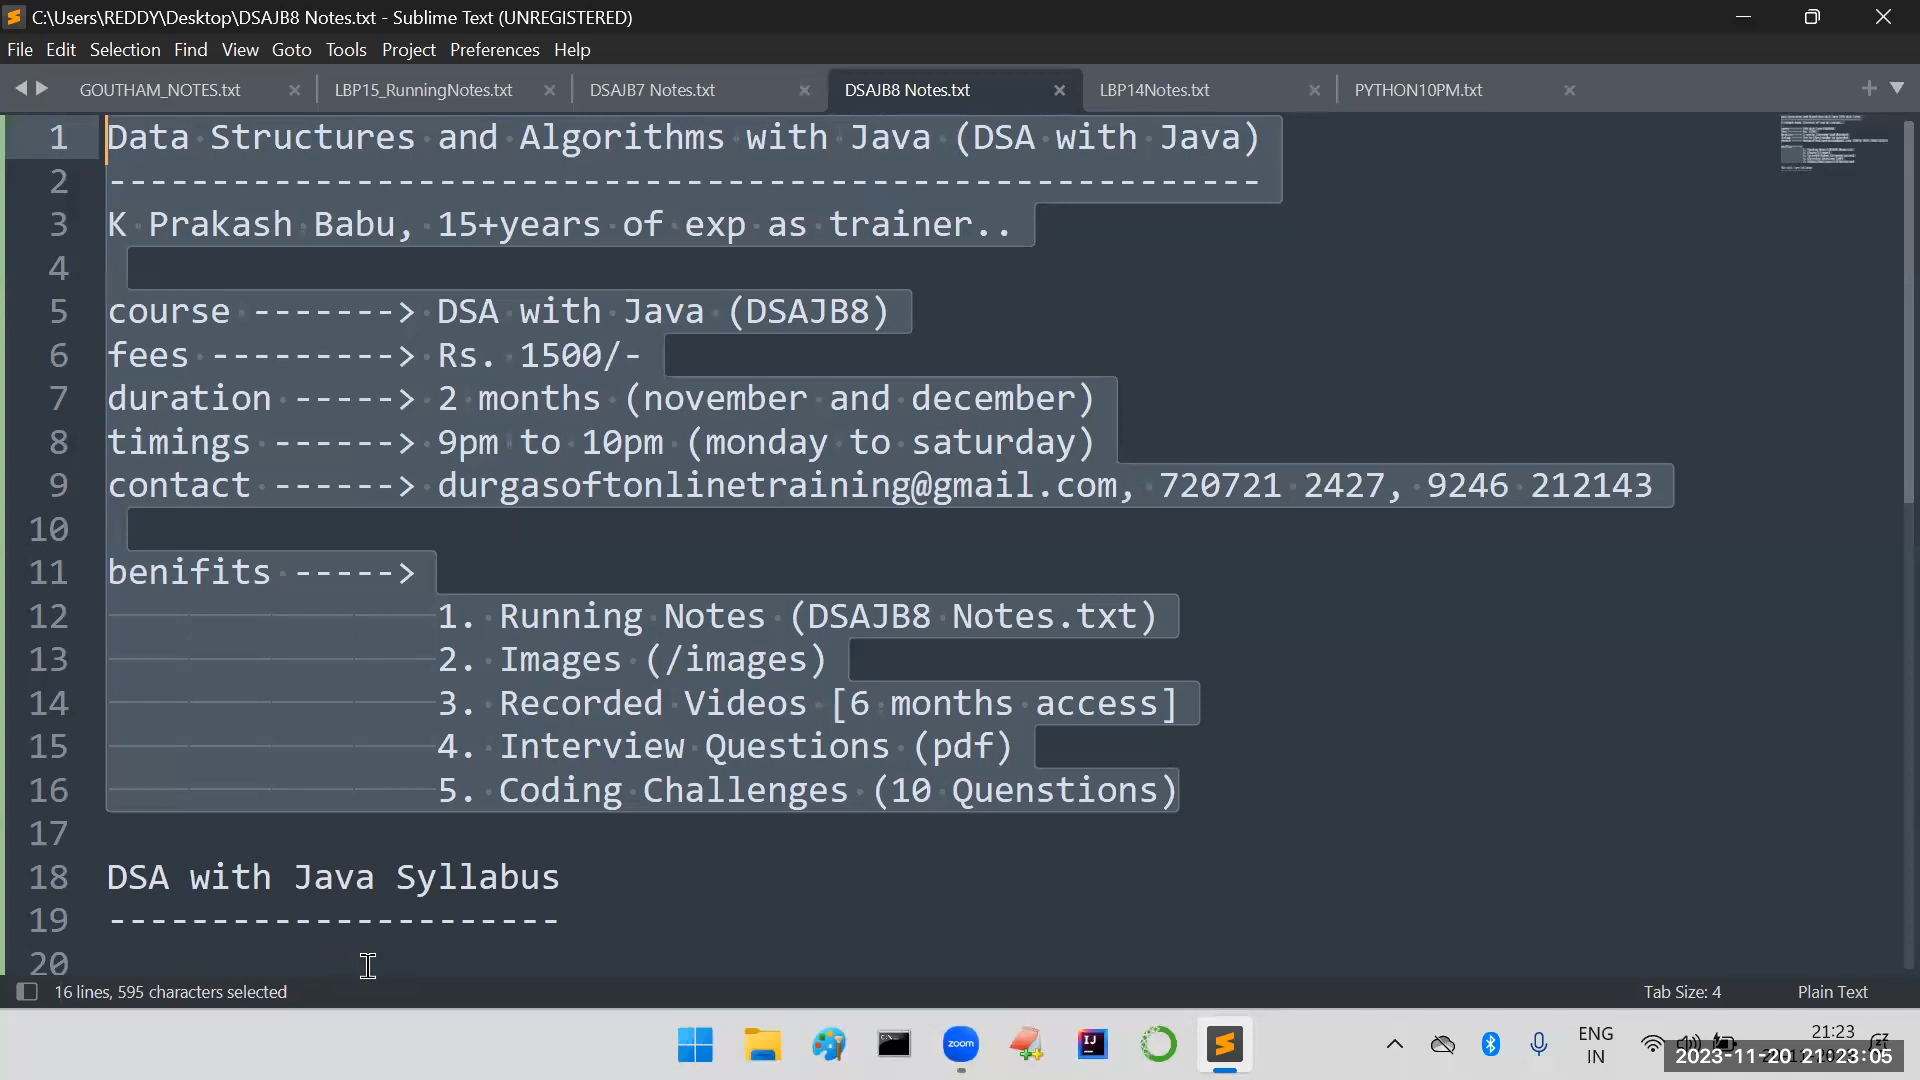 C:\Users\REDDY\Desktop\DSAJB8 Notes.txt - Sublime Text (UNREGISTERED)
File Edit Selection Find View Goto Tools Project Preferences Help
GOUTHAM_NOTES.txt LBP15_RunningNotes.txt DSAJB7 Notes.txt DSAJB8 Notes.txt LBP14Notes.txt PYTHON10PM.txt
1 Data Structures and Algorithms with Java (DSA with Java)
2 --------------------------------------------------------
3 K Prakash Babu, 15+years of exp as trainer..
4
5 course -------> DSA with Java (DSAJB8)
6 fees ---------> Rs. 1500/-
7 duration -----> 2 months (november and december)
8 timings ------> 9pm to 10pm (monday to saturday)
9 contact ------> durgasoftonlinetraining@gmail.com, 720721 2427, 9246 212143
10
11 benifits ----->
12 1. Running Notes (DSAJB8 Notes.txt)
13 2. Images (/images)
14 3. Recorded Videos [6 months access]
15 4. Interview Questions (pdf)
16 5. Coding Challenges (10 Quenstions)
17
18 DSA with Java Syllabus
19 ----------------------
20
16 lines, 595 characters selected Tab Size: 4 Plain Text
zoom
IJ
ENG
IN
21:23
2023-11-20 21:23:05